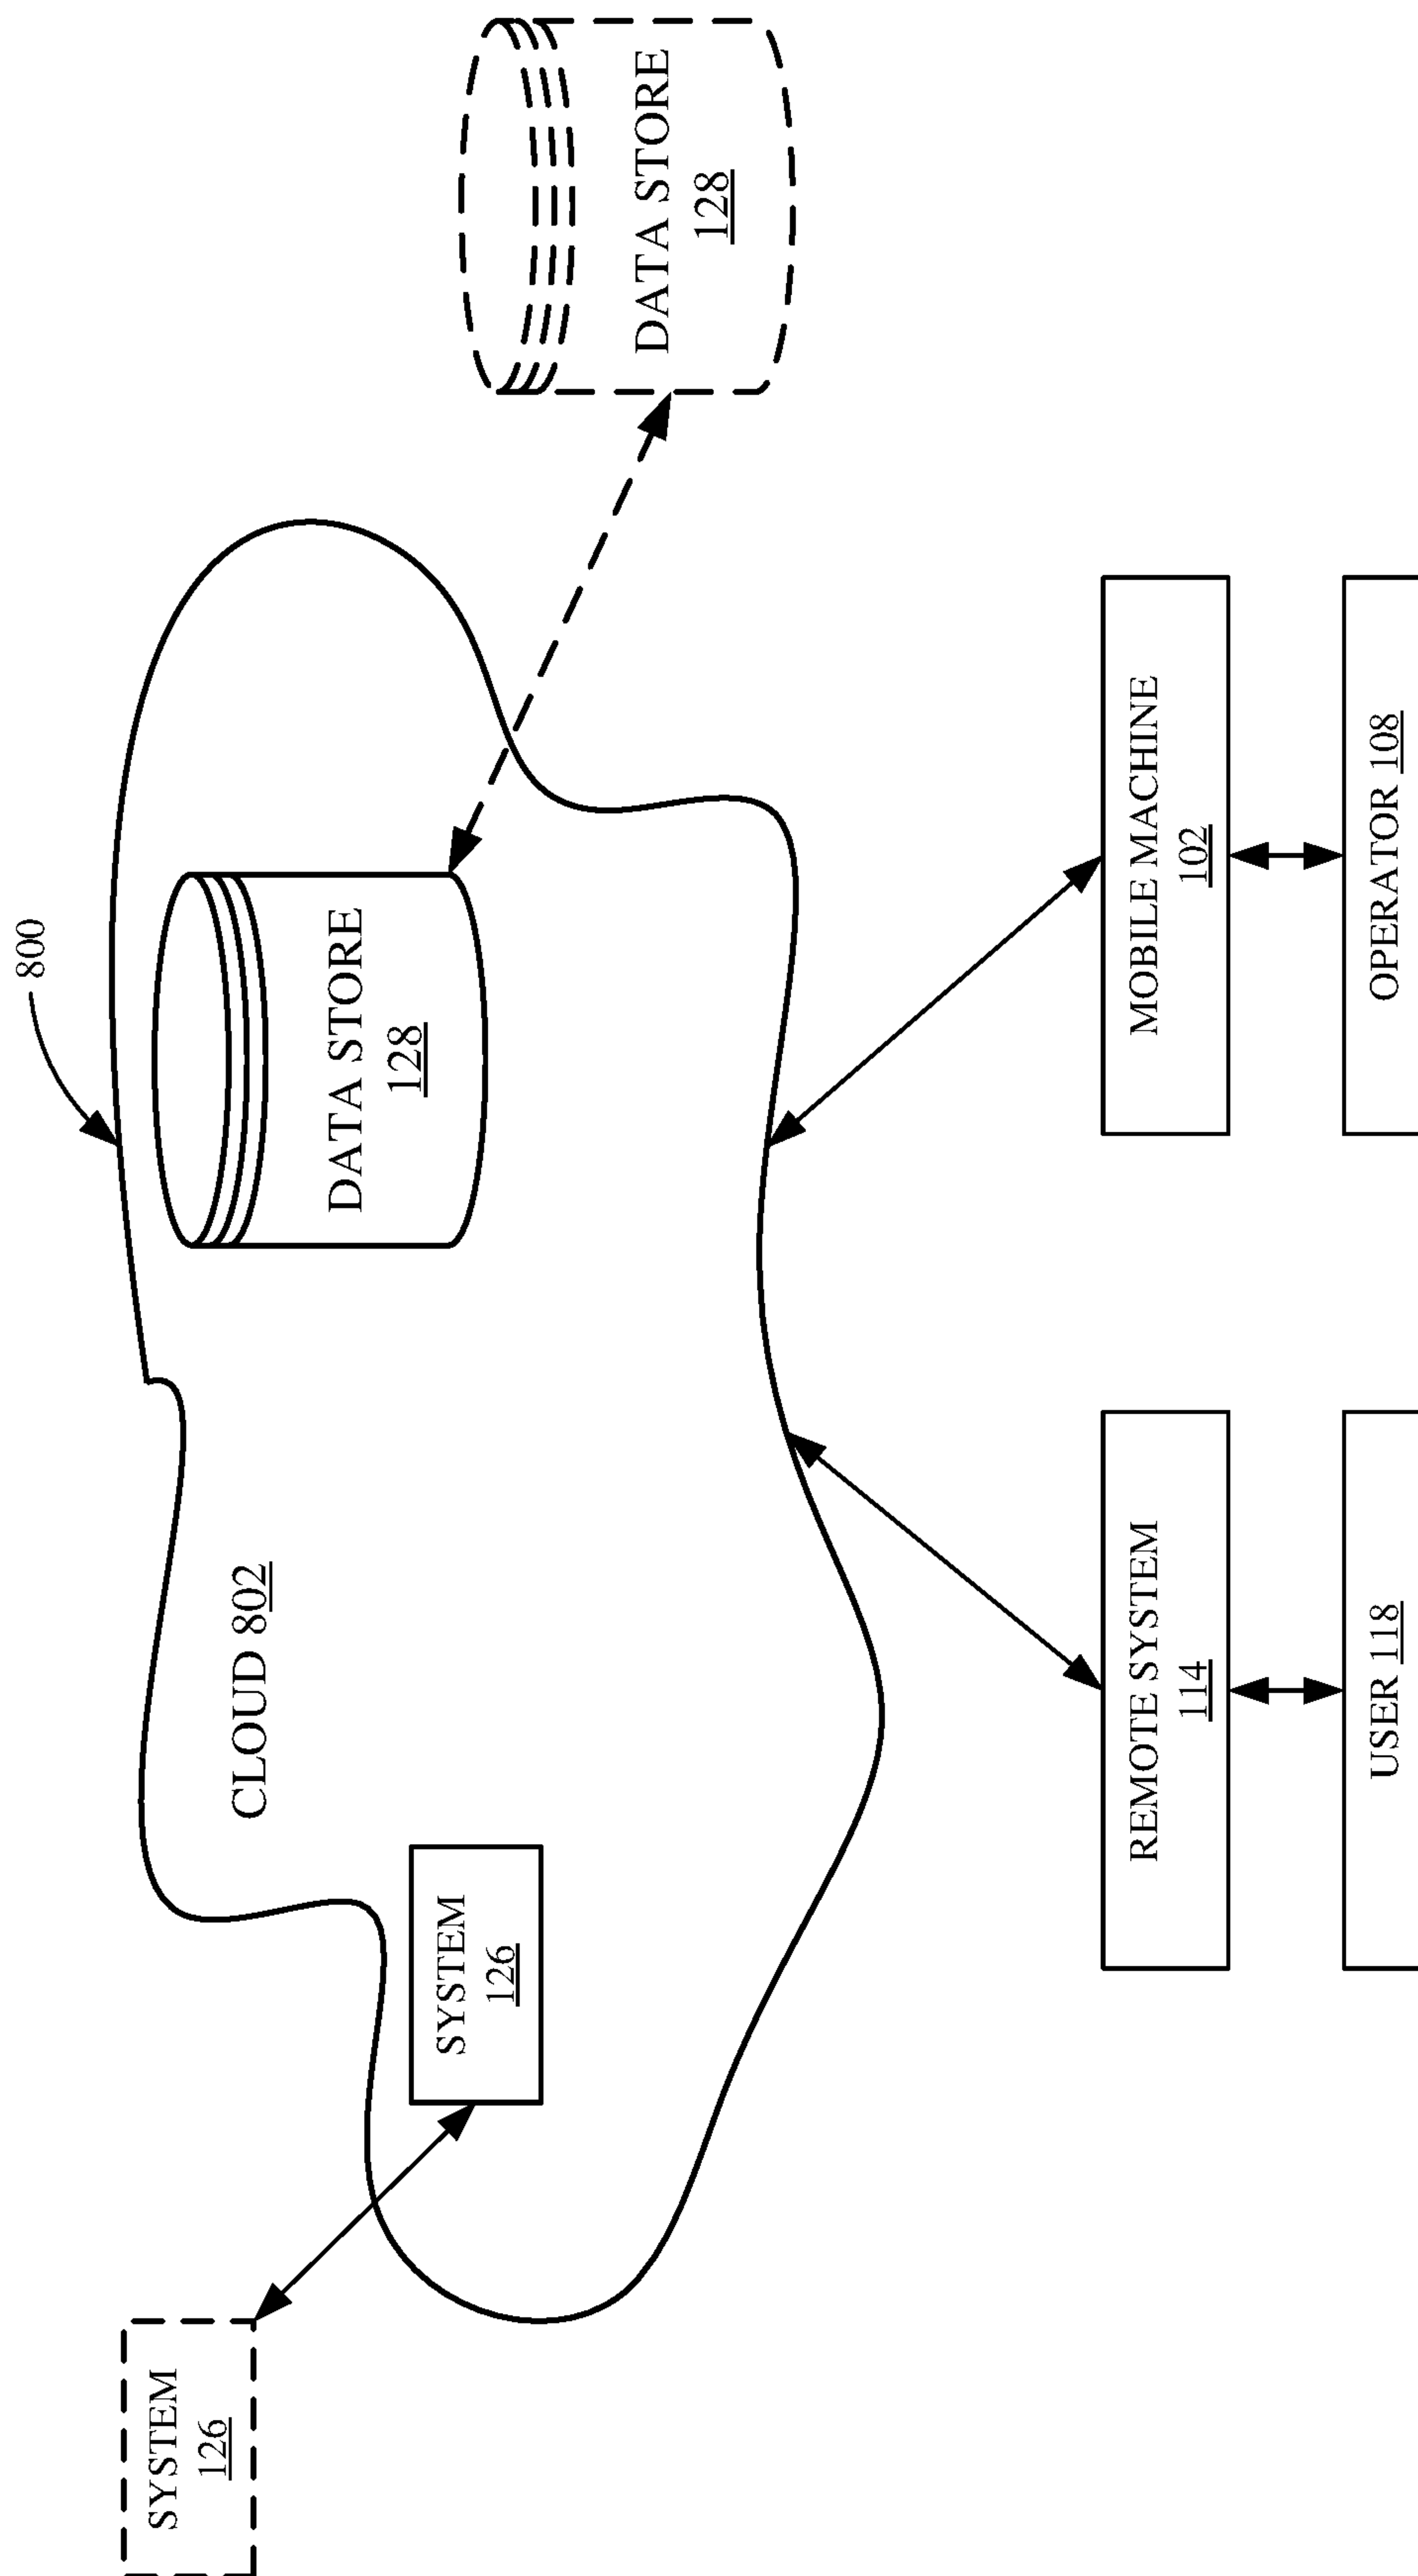 800
SYSTEM
126
CLOUD 802
DATA STORE
128
SYSTEM
126
DATA STORE
128
REMOTE SYSTEM
114
MOBILE MACHINE
102
USER 118
OPERATOR 108